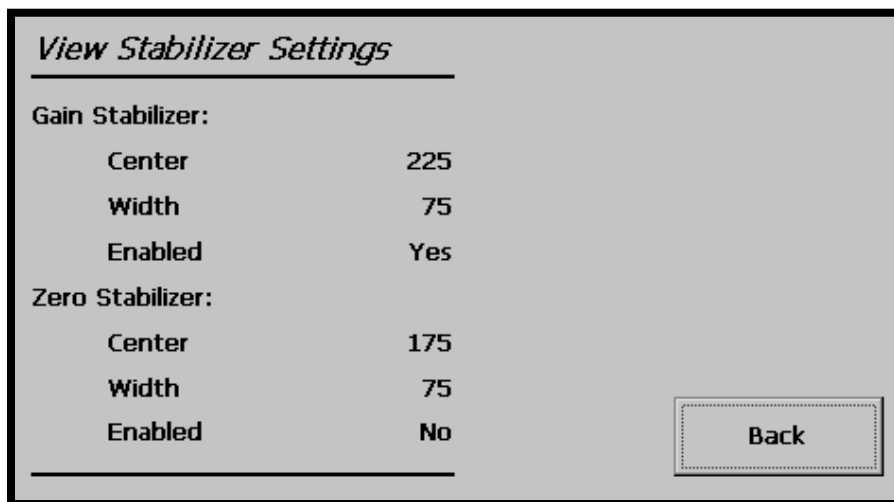 View Stabilizer Settings
Gain Stabilizer:
Center 225
Width 75
Enabled Yes
Zero Stabilizer:
Center 175
Width 75
Enabled No
Back